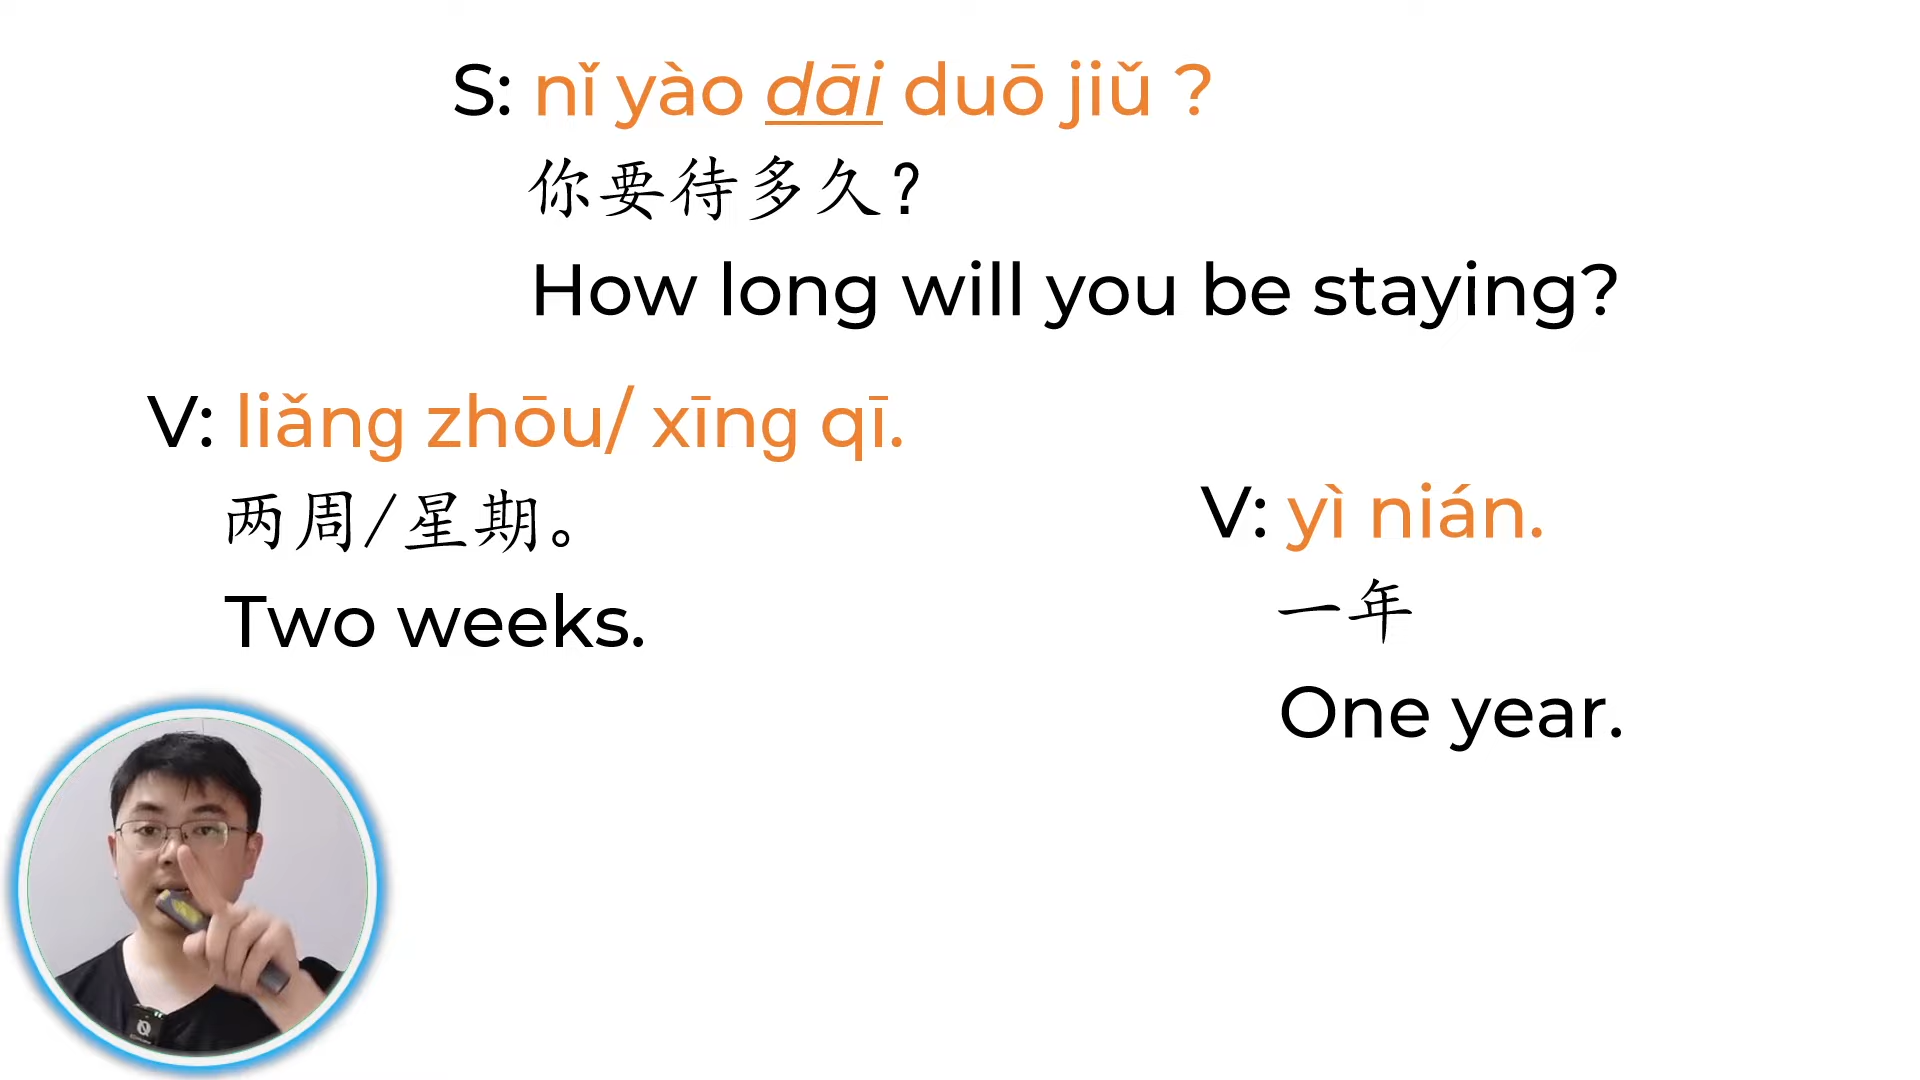 S: nǐ yào dāi duō jiǔ ?
你要待多久?
How long will you be staying?
V: liǎng zhōu/ xīng qī.
两周/星期。
Two weeks.
V: yì nián.
一年
One year.